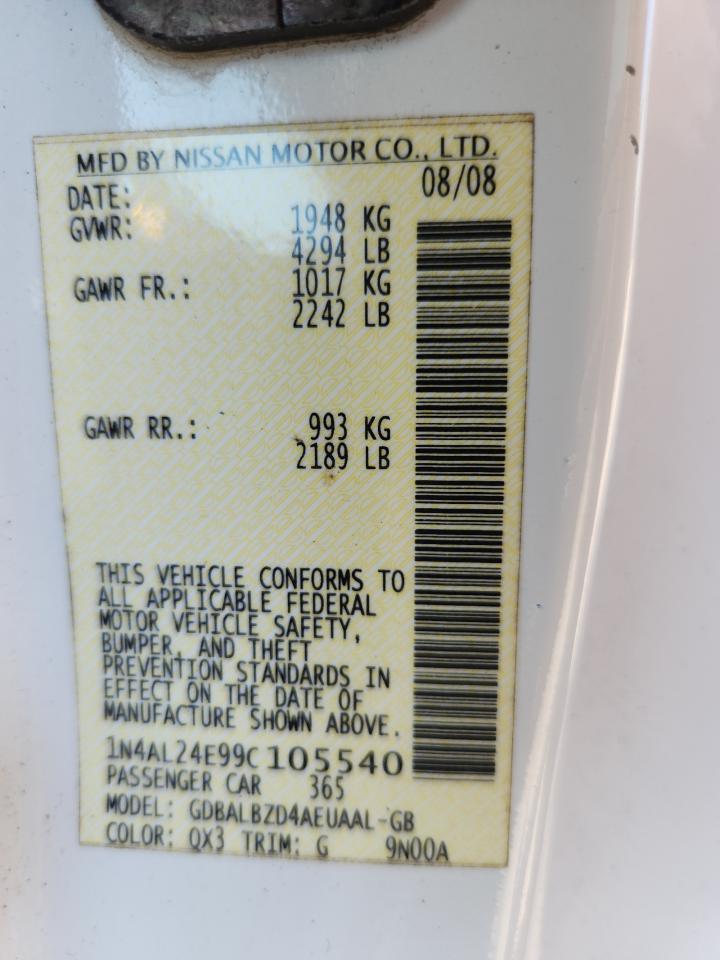 MFD BY NISSAN MOTOR CO., LTD.
DATE: 08/08
GVWR: 1948 KG
4294 LB
GAWR FR.: 1017 KG
2242 LB
GAWR RR.: 993 KG
2189 LB
THIS VEHICLE CONFORMS TO
ALL APPLICABLE FEDERAL
MOTOR VEHICLE SAFETY,
BUMPER, AND THEFT
PREVENTION STANDARDS IN
EFFECT ON THE DATE OF
MANUFACTURE SHOWN ABOVE.
1N4AL24E99C105540
PASSENGER CAR 365
MODEL: GDBALBZD4AEUAAL-GB
COLOR: QX3 TRIM: G 9N00A